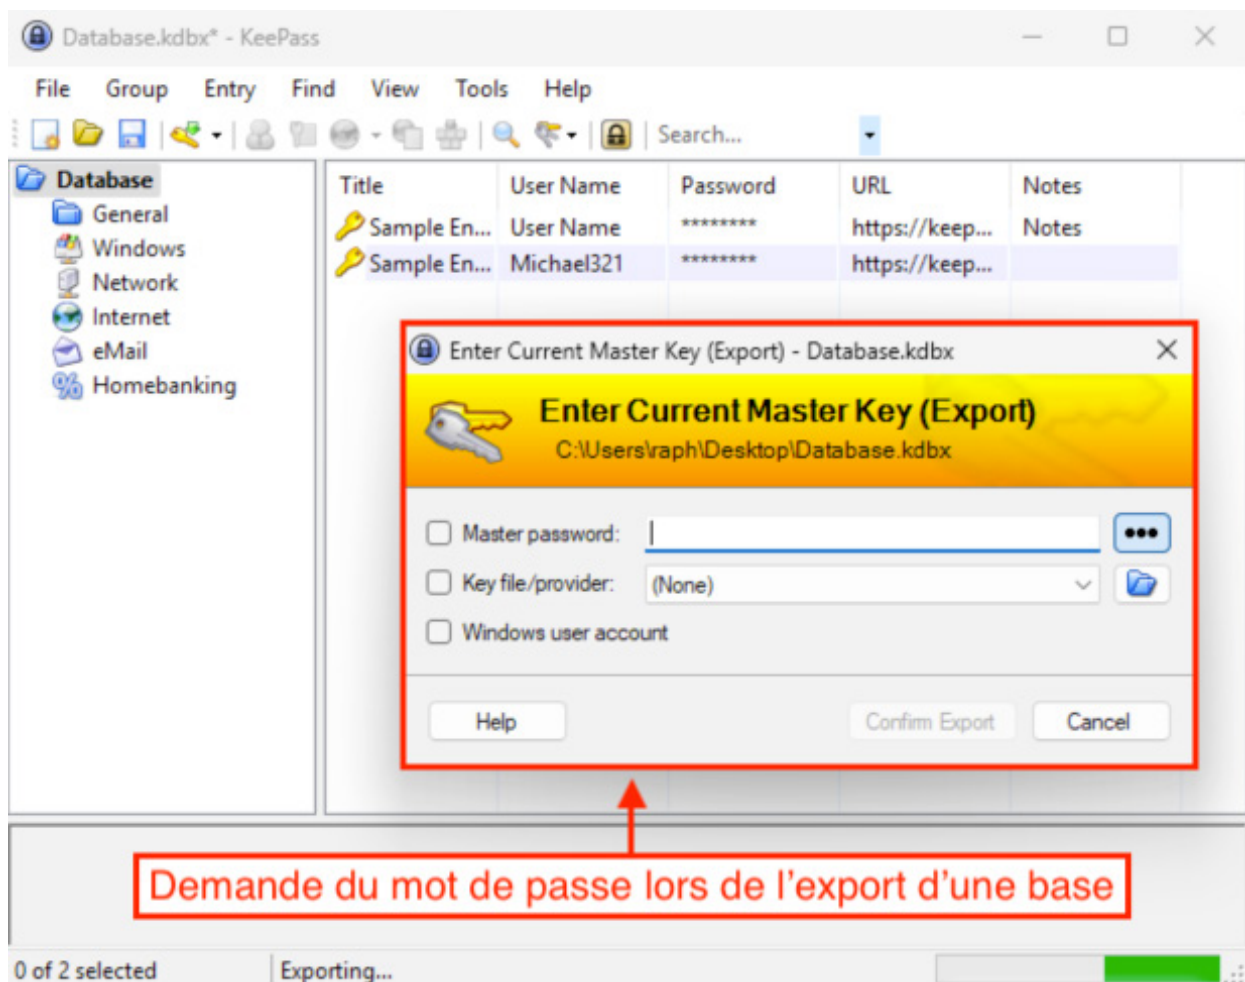 Database.kdbx* - KeePass
File Group Entry Find View Tools Help
Search...
Database
General
Windows
Network
Internet
eMail
Homebanking
Title User Name Password URL Notes
Sample En... User Name ******** https://keep... Notes
Sample En... Michael321 ******** https://keep...
Enter Current Master Key (Export) - Database.kdbx
Enter Current Master Key (Export)
C:\Users\raph\Desktop\Database.kdbx
Master password:
Key file/provider: (None)
Windows user account
Help Confirm Export Cancel
Demande du mot de passe lors de l'export d'une base
0 of 2 selected Exporting...